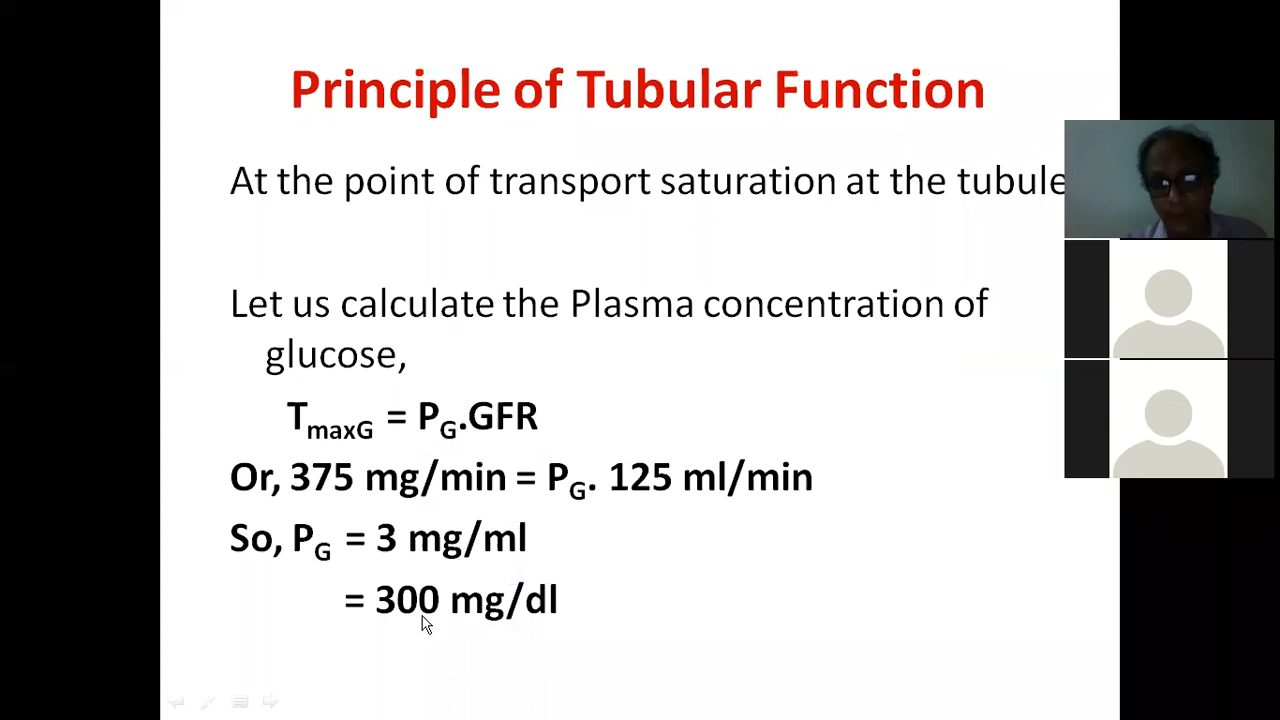 Principle of Tubular Function
At the point of transport saturation at the tubule
Let us calculate the Plasma concentration of
glucose,
TmaxG = PG.GFR
Or, 375 mg/min = PG. 125 ml/min
So, PG = 3 mg/ml
= 300 mg/dl